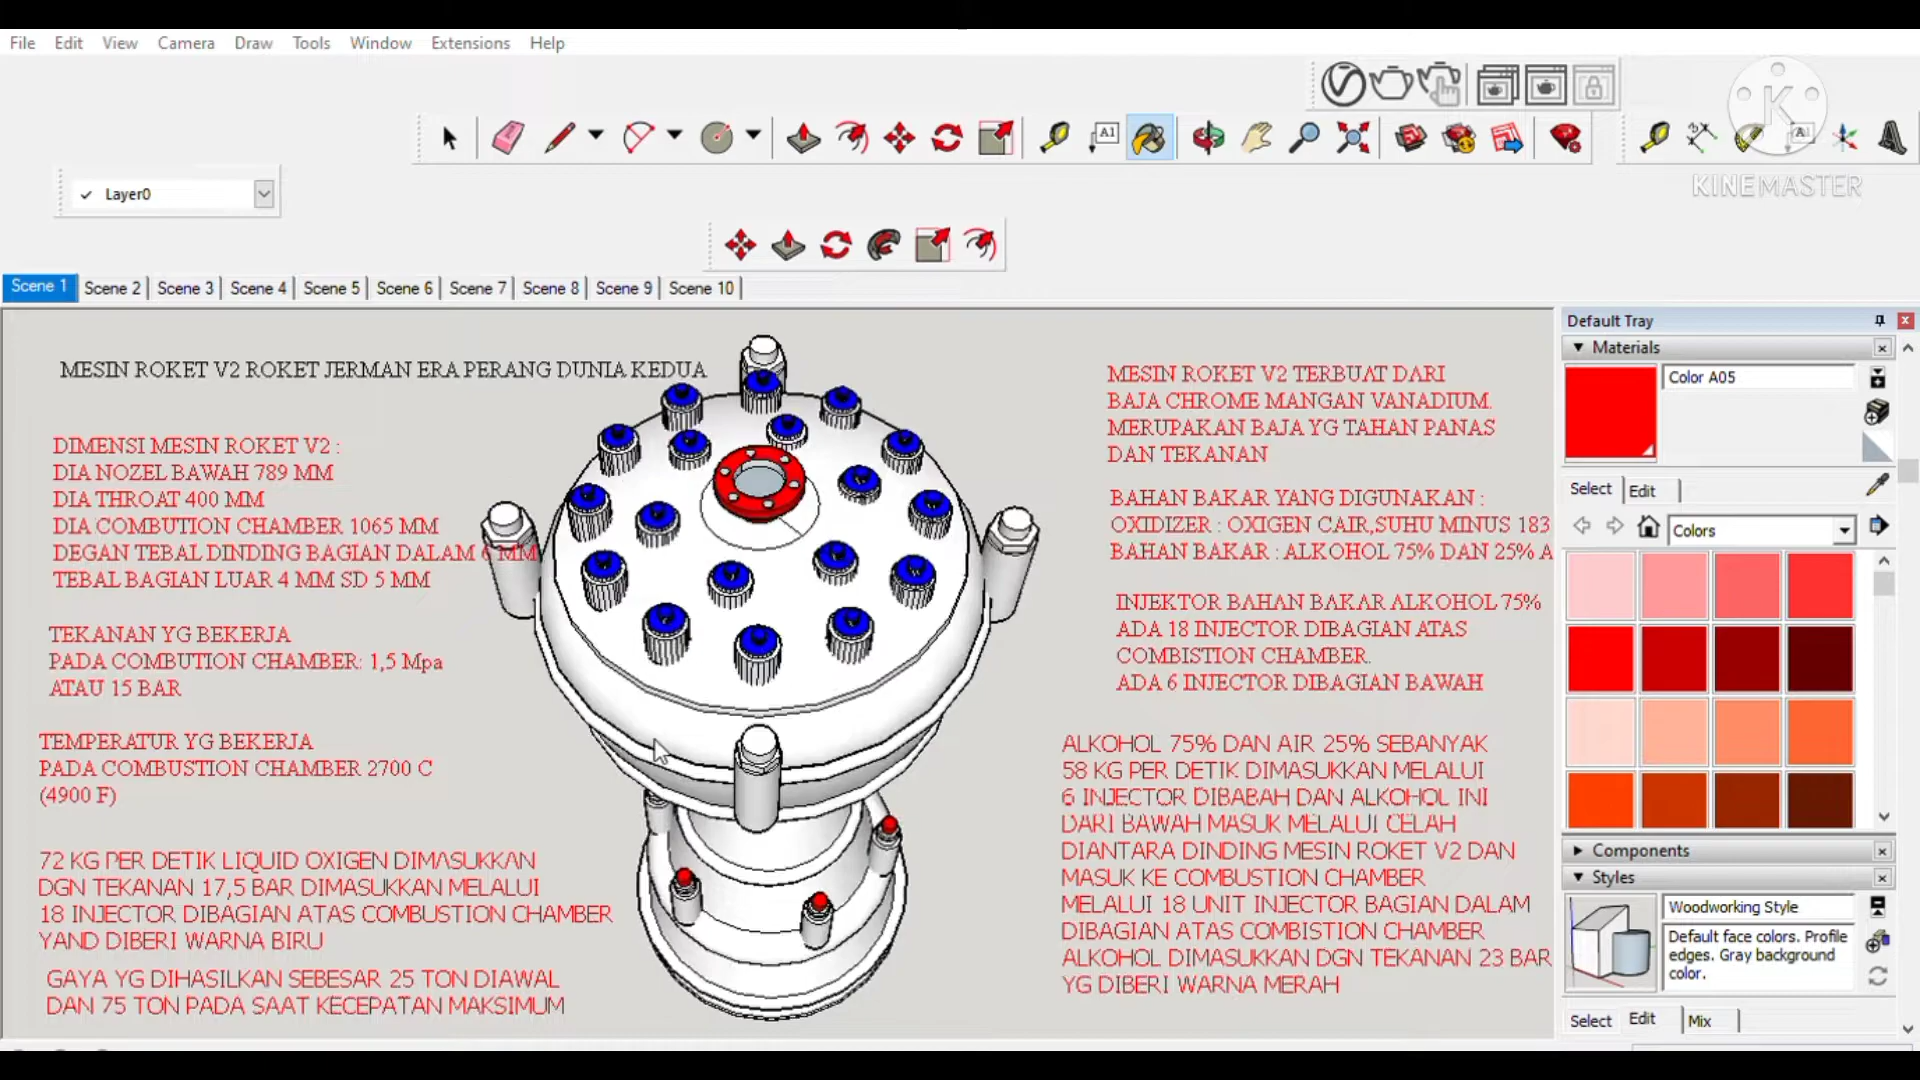 File Edit View Camera Draw Tools Window Extensions Help
KINEMASTER
Layer0
Scene 1 Scene 2 Scene 3 Scene 4 Scene 5 Scene 6 Scene 7 Scene 8 Scene 9 Scene 10
MESIN ROKET V2 ROKET JERMAN ERA PERANG DUNIA KEDUA
DIMENSI MESIN ROKET V2 :
DIA NOZEL BAWAH 789 MM
DIA THROAT 400 MM
DIA COMBUTION CHAMBER 1065 MM
DEGAN TEBAL DINDING BAGIAN DALAM 6 MM
TEBAL BAGIAN LUAR 4 MM SD 5 MM
TEKANAN YG BEKERJA
PADA COMBUTION CHAMBER: 1,5 Mpa
ATAU 15 BAR
TEMPERATUR YG BEKERJA
PADA COMBUSTION CHAMBER 2700 C
(4900 F)
72 KG PER DETIK LIQUID OXIGEN DIMASUKKAN
DGN TEKANAN 17,5 BAR DIMASUKKAN MELALUI
18 INJECTOR DIBAGIAN ATAS COMBUSTION CHAMBER
YAND DIBERI WARNA BIRU
GAYA YG DIHASILKAN SEBESAR 25 TON DIAWAL
DAN 75 TON PADA SAAT KECEPATAN MAKSIMUM
MESIN ROKET V2 TERBUAT DARI
BAJA CHROME MANGAN VANADIUM.
MERUPAKAN BAJA YG TAHAN PANAS
DAN TEKANAN
BAHAN BAKAR YANG DIGUNAKAN :
OXIDIZER : OXIGEN CAIR,SUHU MINUS 183
BAHAN BAKAR : ALKOHOL 75% DAN 25% A
INJEKTOR BAHAN BAKAR ALKOHOL 75%
ADA 18 INJECTOR DIBAGIAN ATAS
COMBISTION CHAMBER.
ADA 6 INJECTOR DIBAGIAN BAWAH
ALKOHOL 75% DAN AIR 25% SEBANYAK
58 KG PER DETIK DIMASUKKAN MELALUI
6 INJECTOR DIBABAH DAN ALKOHOL INI
DARI BAWAH MASUK MELALUI CELAH
DIANTARA DINDING MESIN ROKET V2 DAN
MASUK KE COMBUSTION CHAMBER
MELALUI 18 UNIT INJECTOR BAGIAN DALAM
DIBAGIAN ATAS COMBISTION CHAMBER
ALKOHOL DIMASUKKAN DGN TEKANAN 23 BAR
YG DIBERI WARNA MERAH
Default Tray
Materials
Color A05
Select Edit
Colors
Components
Styles
Woodworking Style
Default face colors. Profile
edges. Gray background
color.
Select Edit Mix